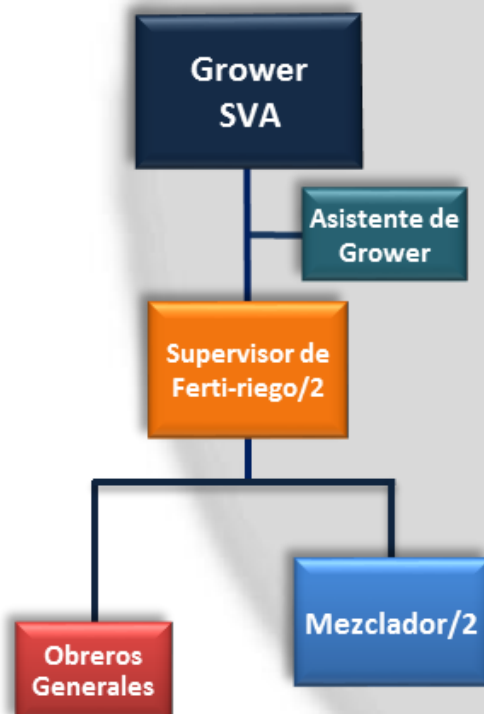 Grower
SVA
Asistente de
Grower
Supervisor de
Ferti-riego/2
Mezclador/2
Obreros
Generales